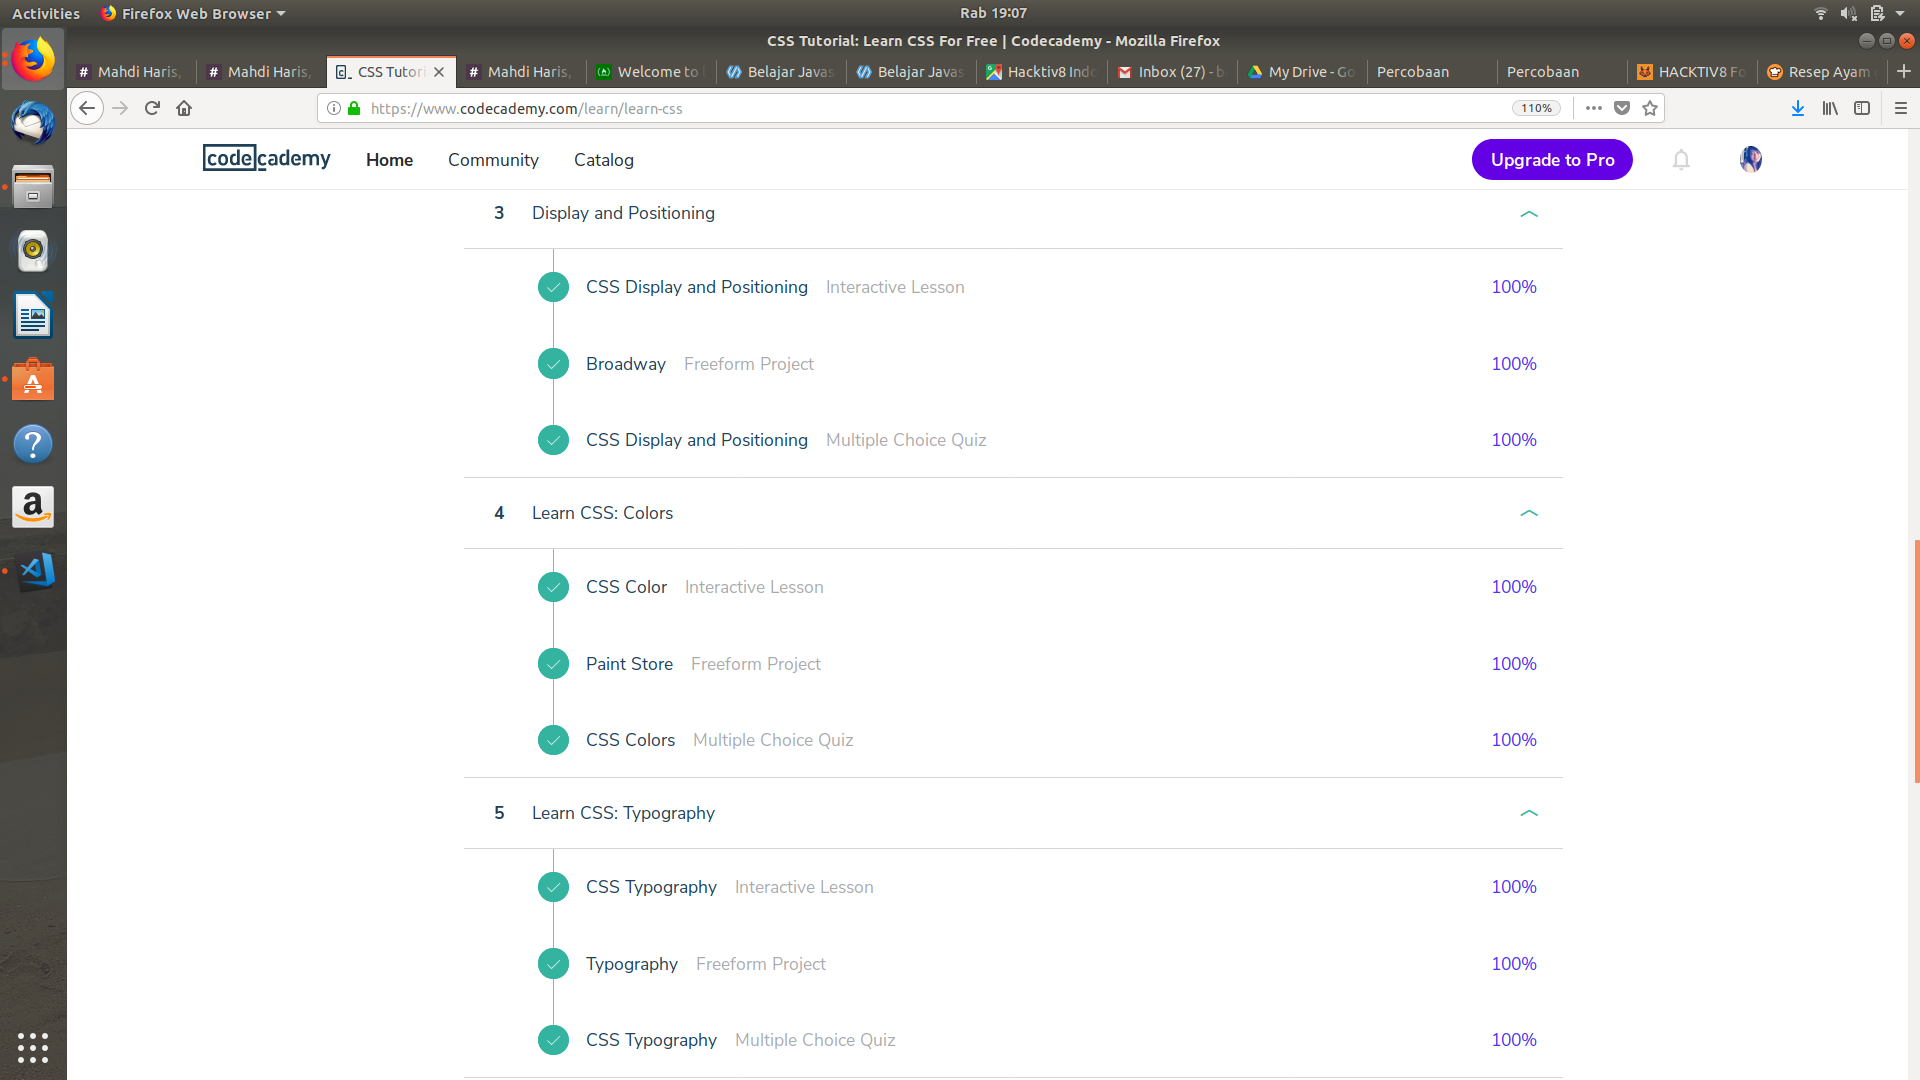 Activities Firefox Web Browser Rab 19:07
CSS Tutorial: Learn CSS For Free | Codecademy - Mozilla Firefox
# Mahdi Haris, # Mahdi Haris, CSS Tutori # Mahdi Haris, Welcome to Belajar Javas Belajar Javas Hacktiv8 Ind Inbox (27) - b My Drive - Go Percobaan Percobaan HACKTIV8 Fo Resep Ayam
https://www.codecademy.com/learn/learn-css 110%
codecademy Home Community Catalog Upgrade to Pro
3 Display and Positioning
CSS Display and Positioning Interactive Lesson 100%
Broadway Freeform Project 100%
CSS Display and Positioning Multiple Choice Quiz 100%
4 Learn CSS: Colors
CSS Color Interactive Lesson 100%
Paint Store Freeform Project 100%
CSS Colors Multiple Choice Quiz 100%
5 Learn CSS: Typography
CSS Typography Interactive Lesson 100%
Typography Freeform Project 100%
CSS Typography Multiple Choice Quiz 100%